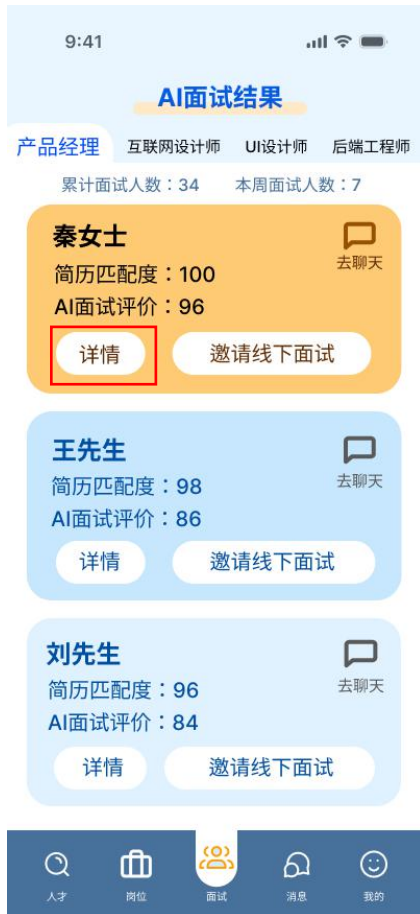 9:41
AI面试结果
产品经理 互联网设计师 UI设计师 后端工程师
累计面试人数：34 本周面试人数：7
秦女士
去聊天
简历匹配度：100
AI面试评价：96
详情 邀请线下面试
王先生
去聊天
简历匹配度：98
AI面试评价：86
详情 邀请线下面试
刘先生
去聊天
简历匹配度：96
AI面试评价：84
详情 邀请线下面试
人才 岗位 面试 消息 我的